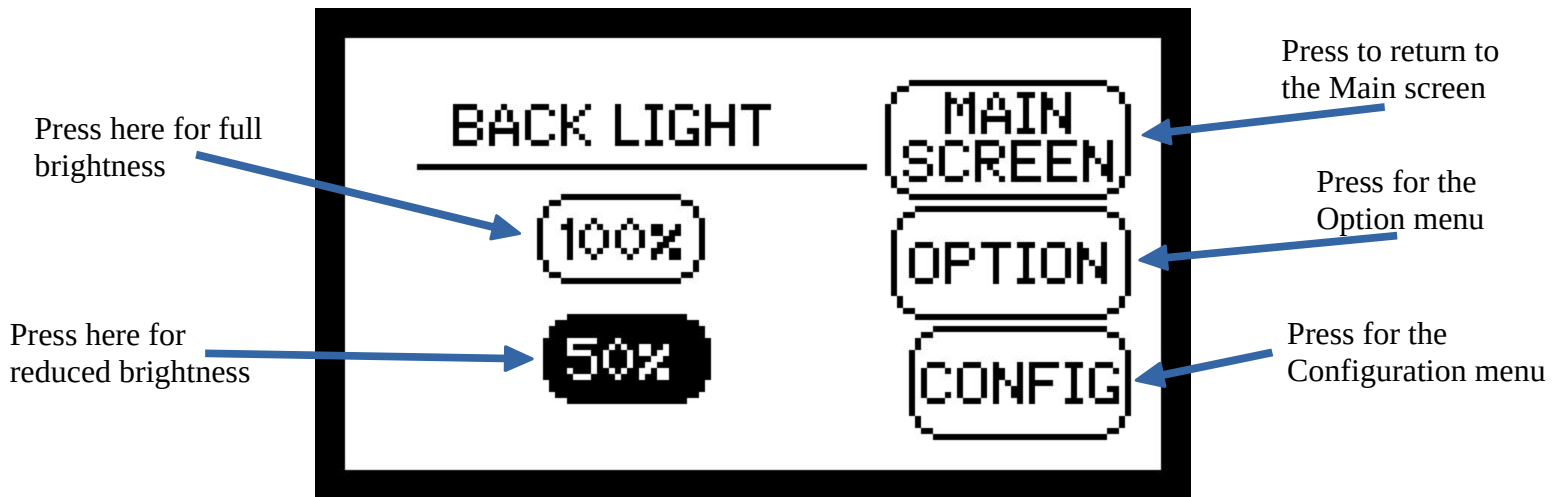 Press to return to
the Main screen
Press here for full
brightness
BACK LIGHT
MAIN
SCREEN
Press for the
Option menu
100%
OPTION
Press here for
reduced brightness
50%
Press for the
Configuration menu
CONFIG